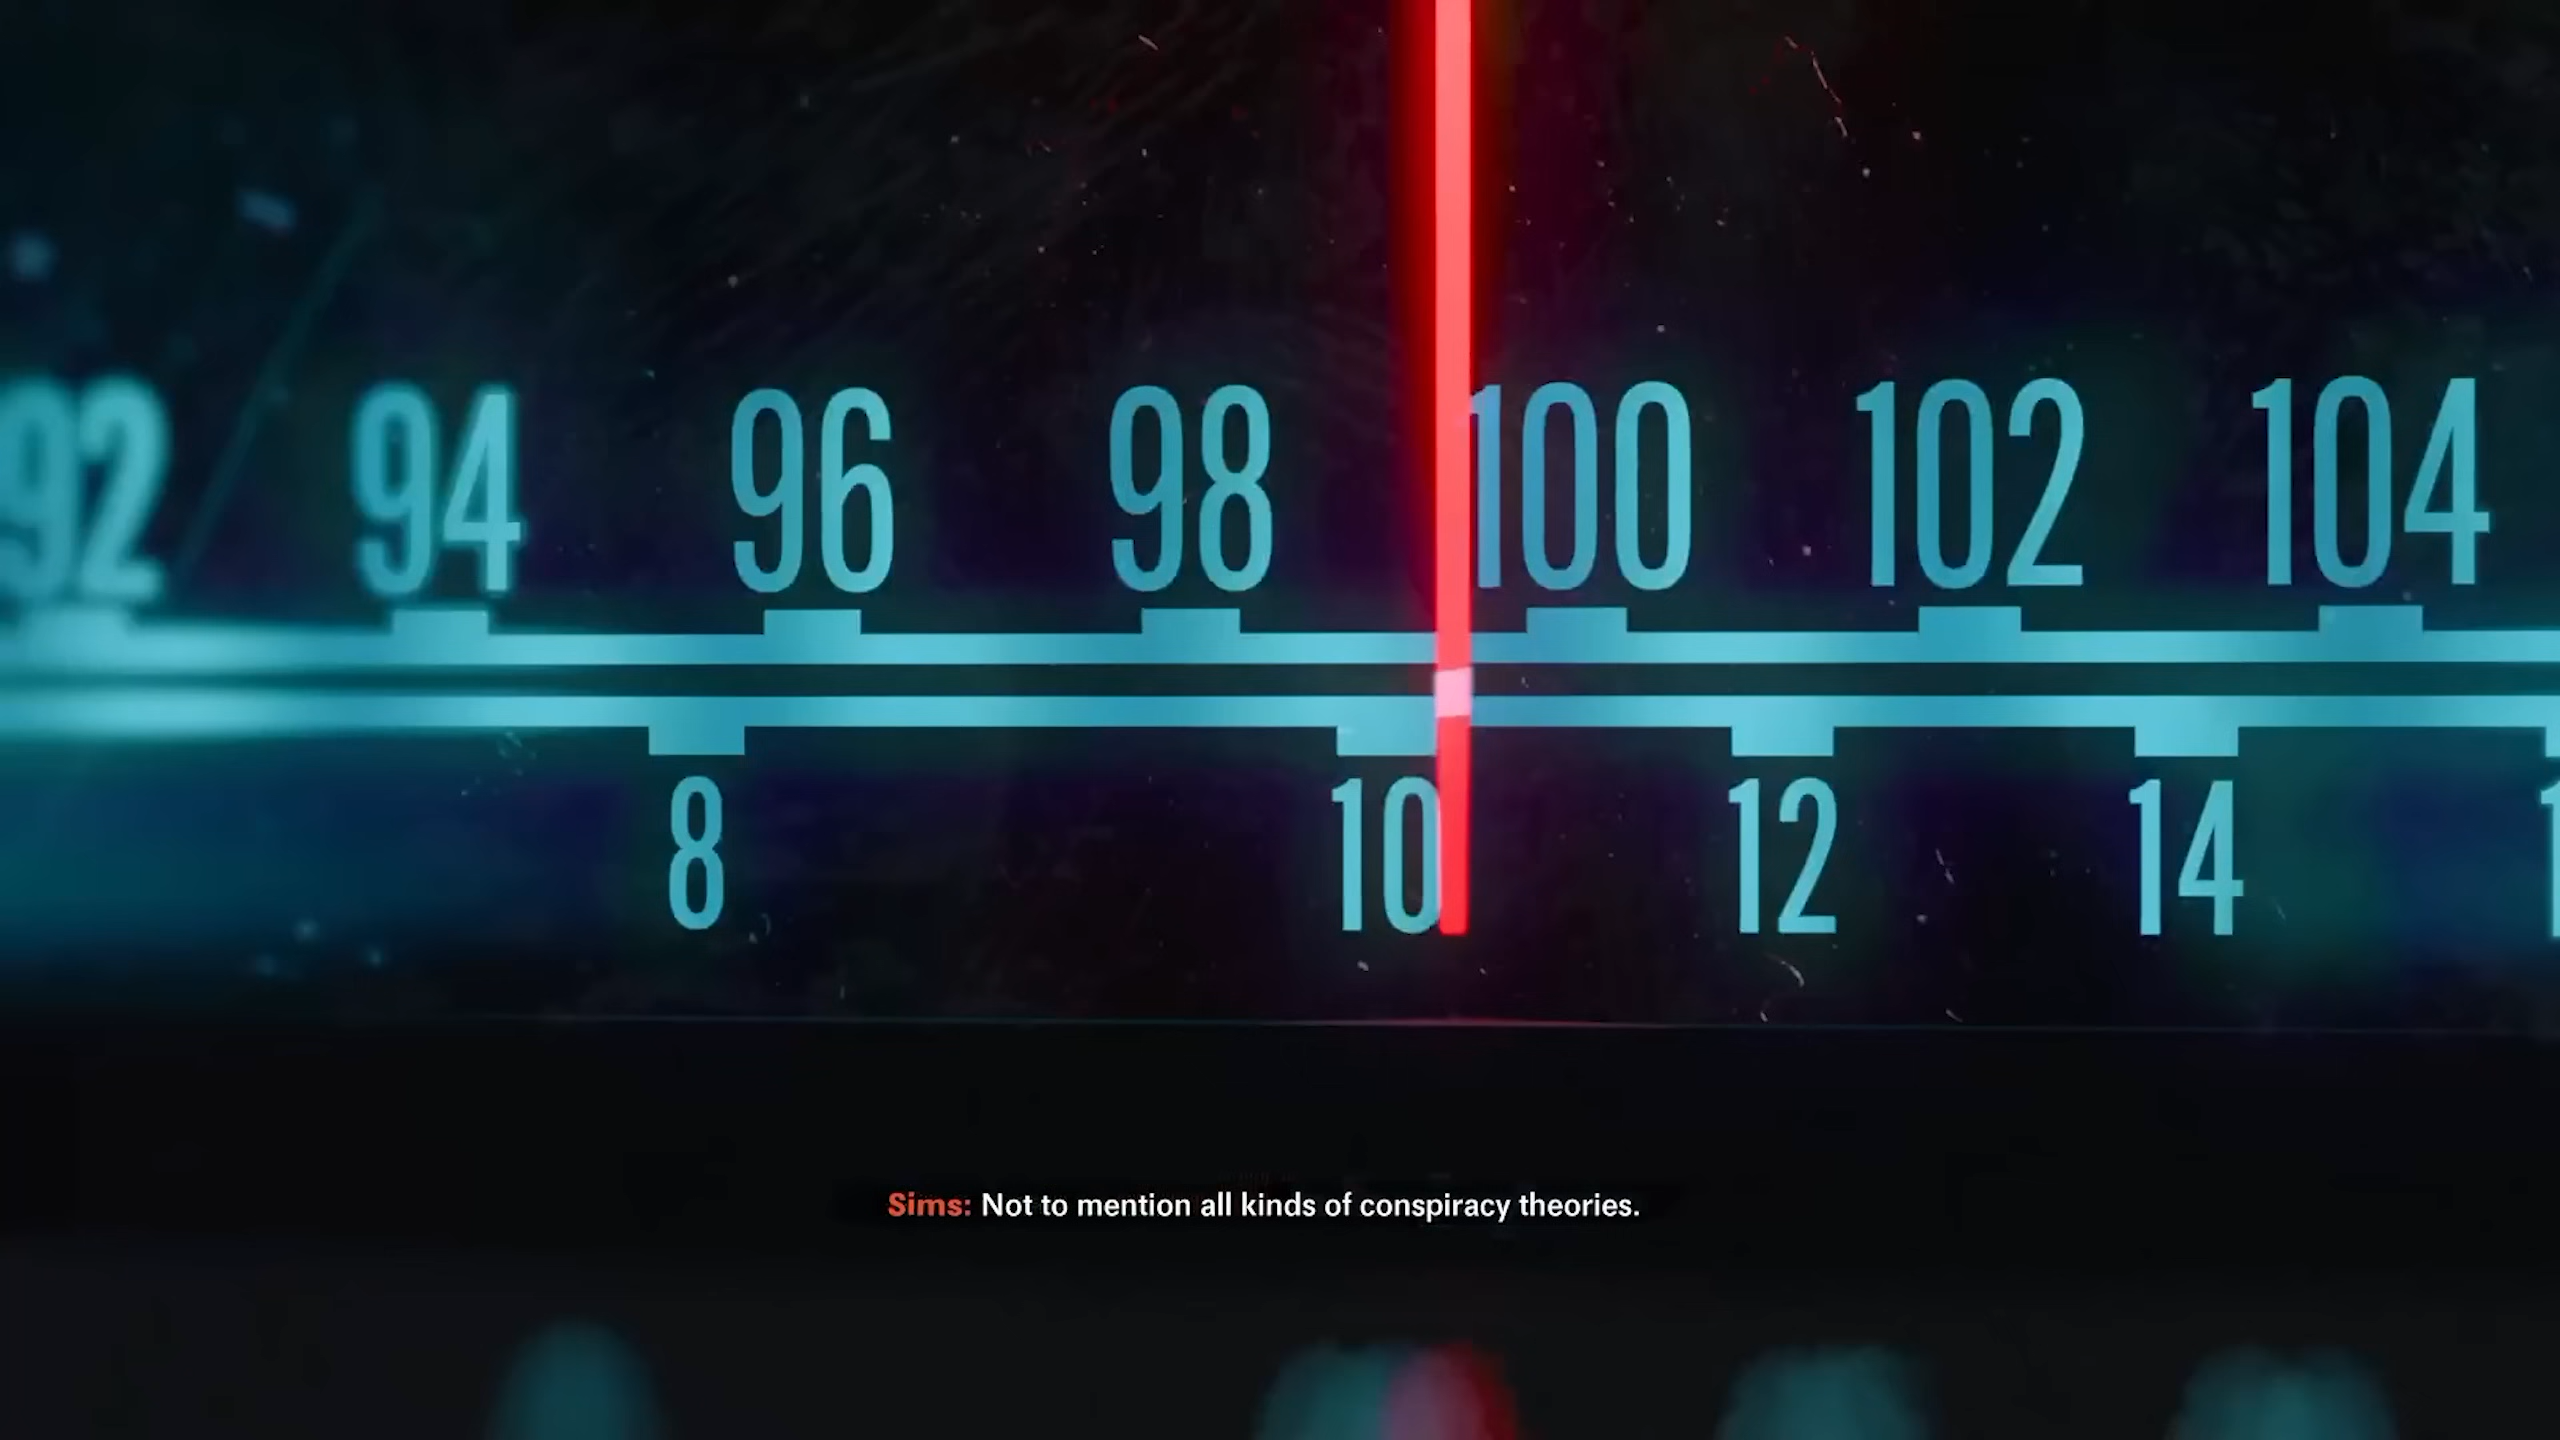 92 94 96 98 100 102 104
8 10 12 14
Sims: Not to mention all kinds of conspiracy theories.